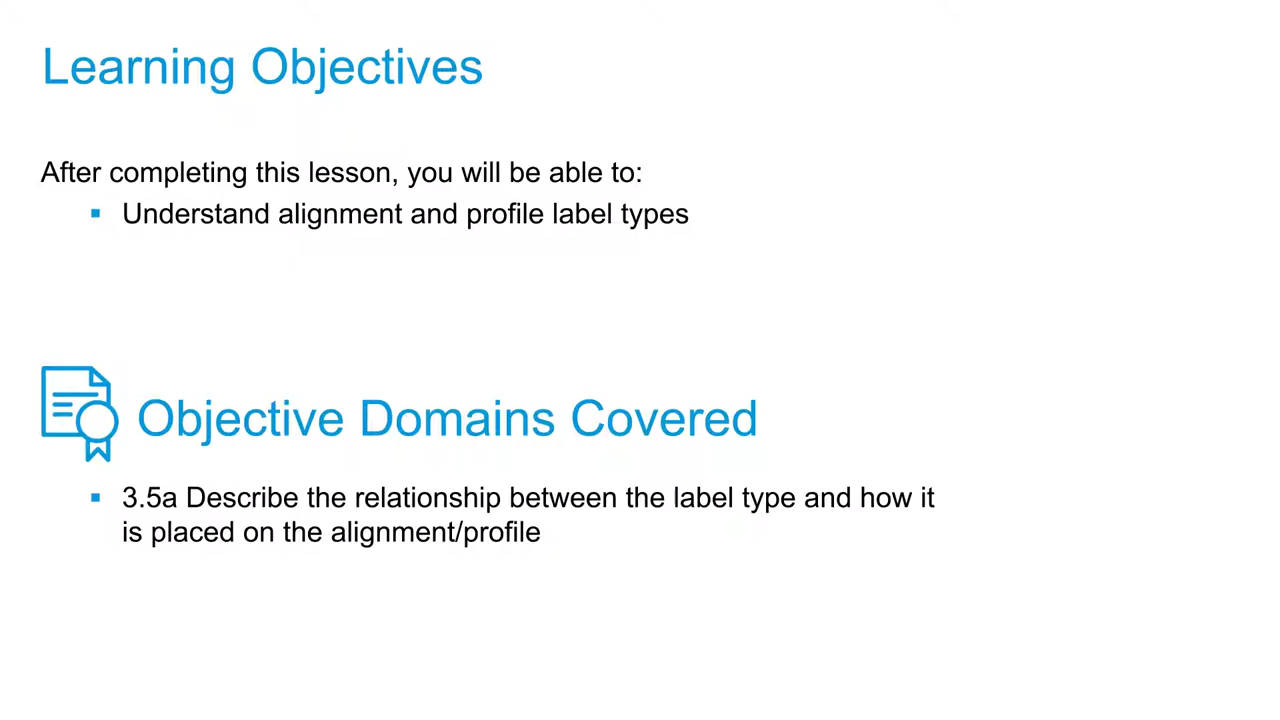 Learning Objectives
After completing this lesson, you will be able to:
▪ Understand alignment and profile label types
Objective Domains Covered
▪ 3.5a Describe the relationship between the label type and how it
is placed on the alignment/profile